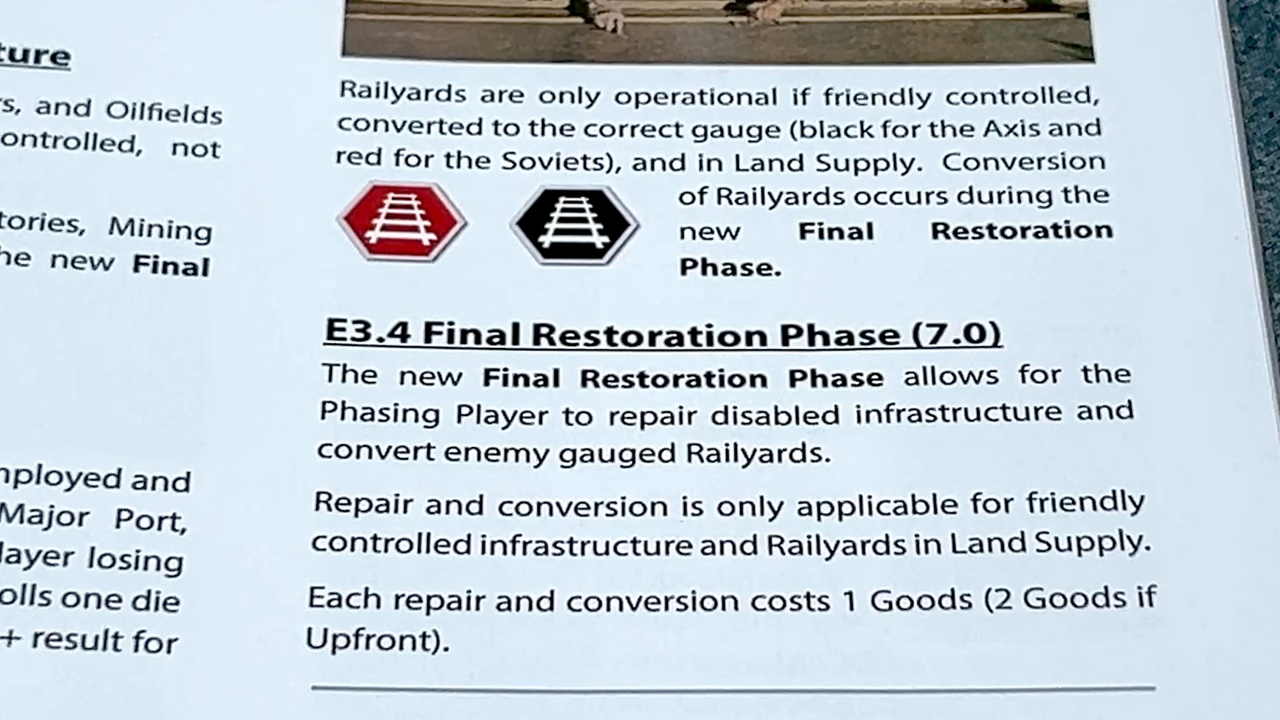 ture
s, and Oilfields
ontrolled, not
tories, Mining
he new Final
mployed and
Major Port,
layer losing
olls one die
+ result for
Railyards are only operational if friendly controlled,
converted to the correct gauge (black for the Axis and
red for the Soviets), and in Land Supply. Conversion
of Railyards occurs during the
new Final Restoration
Phase.
E3.4 Final Restoration Phase (7.0)
The new Final Restoration Phase allows for the
Phasing Player to repair disabled infrastructure and
convert enemy gauged Railyards.
Repair and conversion is only applicable for friendly
controlled infrastructure and Railyards in Land Supply.
Each repair and conversion costs 1 Goods (2 Goods if
Upfront).